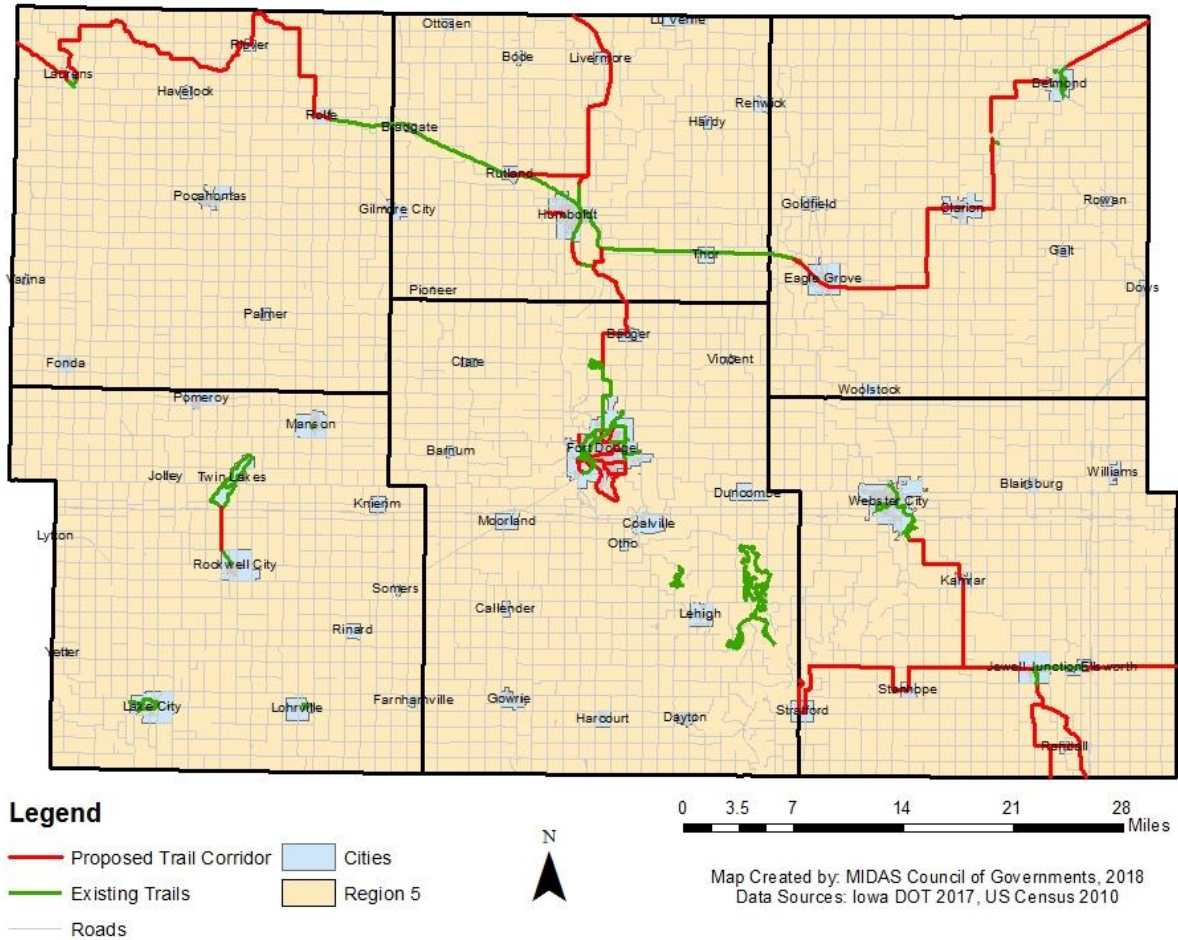 Ottosen
Lu Verne
Plover
Bode
Livermore
Laurens
Belmond
Havelock
Renwick
Rolfe
Hardy
Bradgate
Rutland
Pocahontas
Gilmore City
Humboldt
Goldfield
Clarion
Rowan
Thor
Galt
Varina
Eagle Grove
Pioneer
Dows
Palmer
Badger
Fonda
Clare
Vincent
Woolstock
Pomeroy
Manson
Barnum
Fort Dodge
Jolley
Twin Lakes
Williams
Blairsburg
Knierim
Duncombe
Webster City
Moorland
Coalville
Lytton
Otho
Rockwell City
Kamrar
Somers
Callender
Lehigh
Rinard
Yetter
Jewell Junction
Ellsworth
Stanhope
Farnhamville
Gowrie
Lake City
Lohrville
Harcourt
Dayton
Stratford
Randall
Legend
Proposed Trail Corridor
Existing Trails
Roads
Cities
Region 5
N
0 3.5 7 14 21 28
Miles
Map Created by: MIDAS Council of Governments, 2018
Data Sources: Iowa DOT 2017, US Census 2010